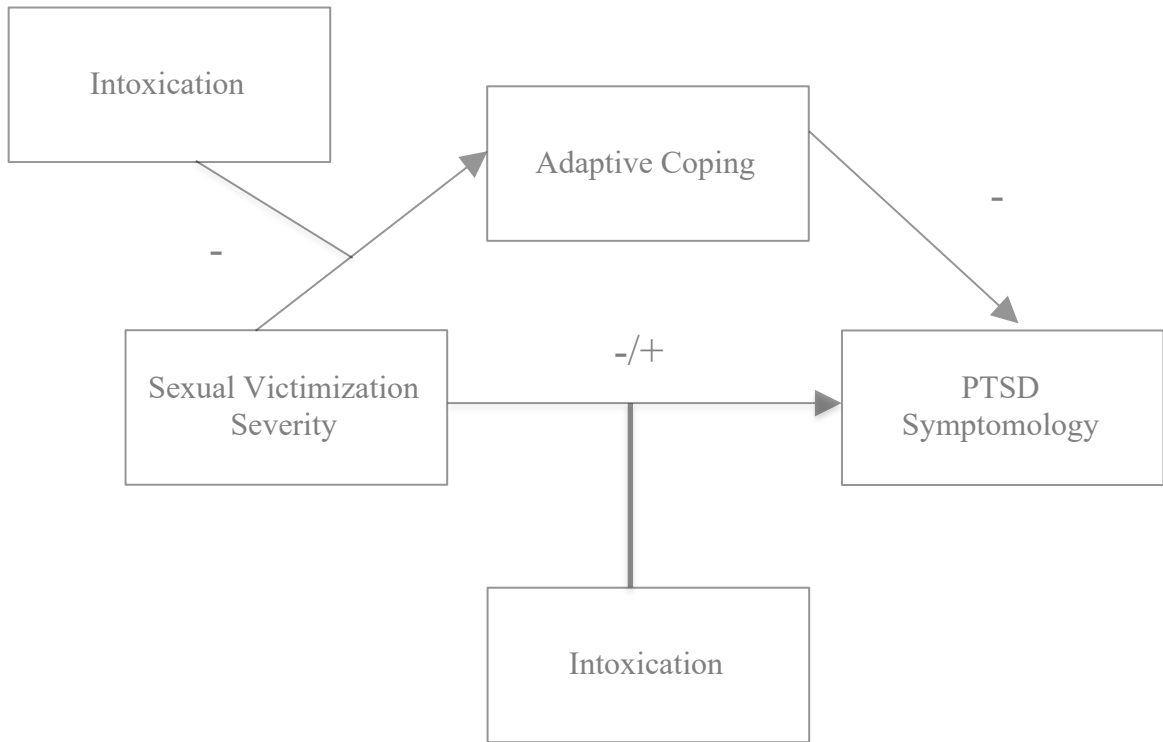 Intoxication
Adaptive Coping
-
-
-/+
Sexual Victimization
Severity
PTSD
Symptomology
Intoxication